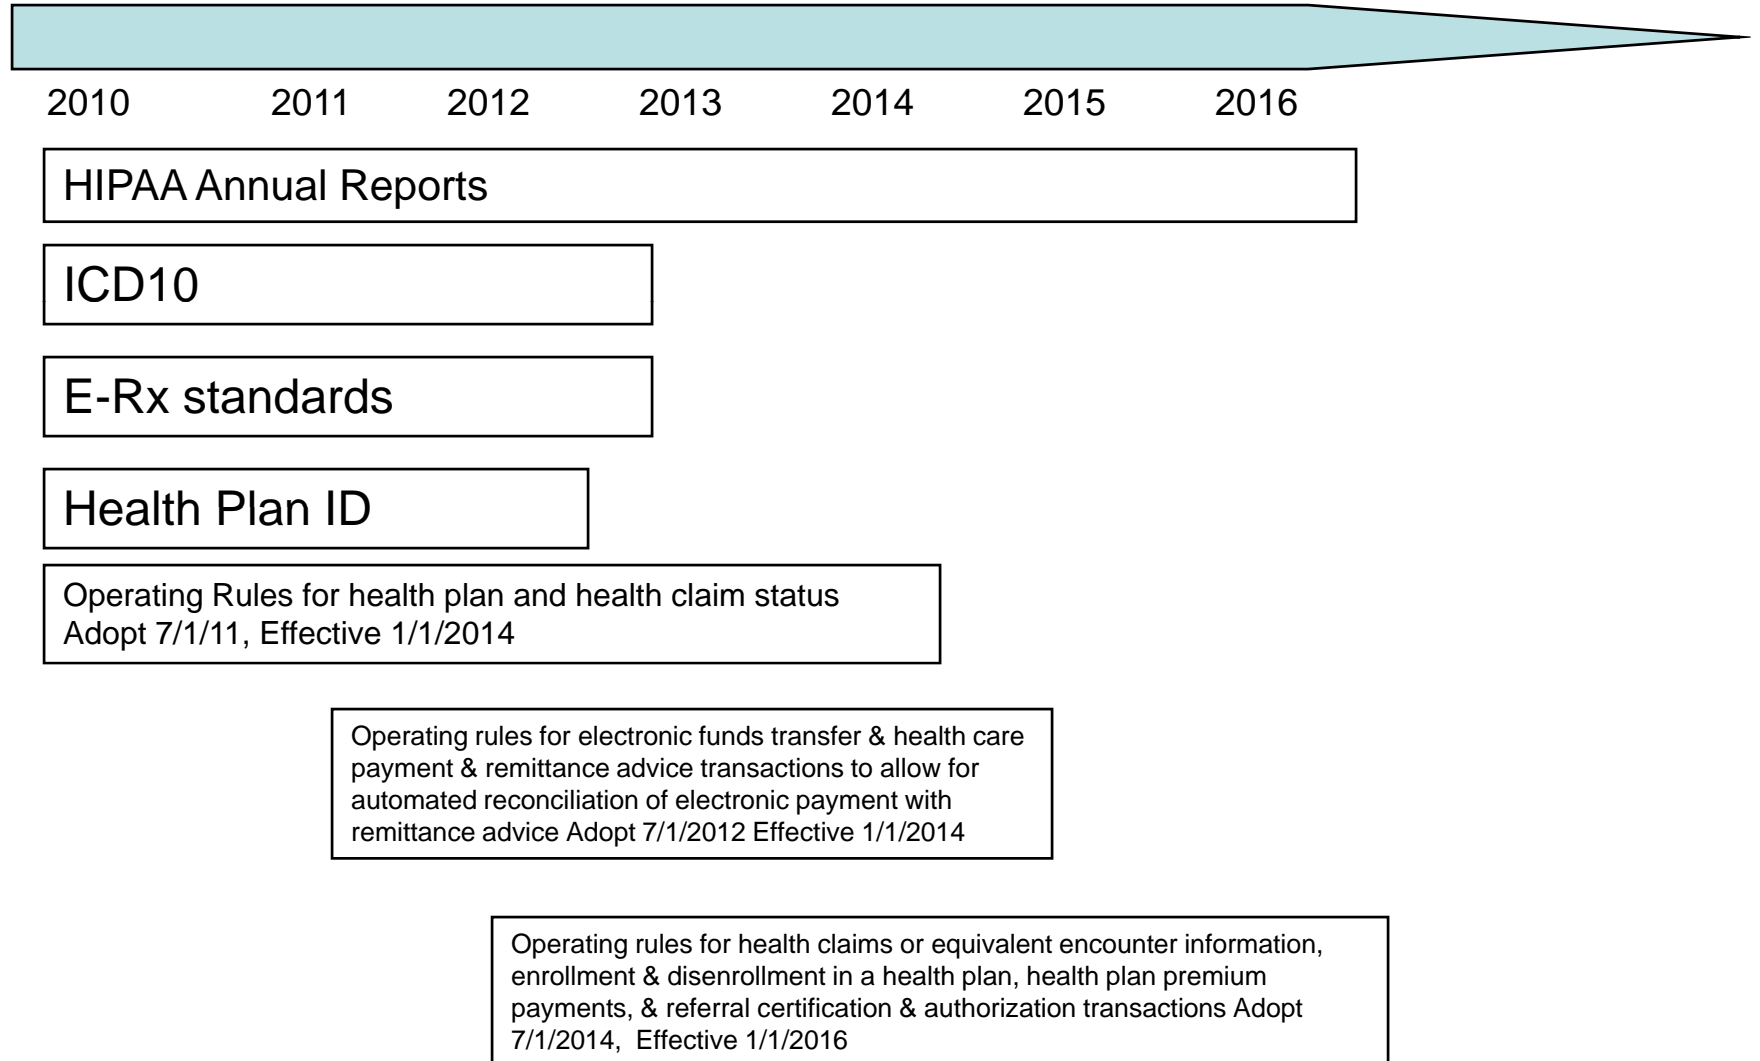 2010 2011 2012 2013 2014 2015 2016
HIPAA Annual Reports
ICD10
E-Rx standards
Health Plan ID
Operating Rules for health plan and health claim status
Adopt 7/1/11, Effective 1/1/2014
Operating rules for electronic funds transfer & health care
payment & remittance advice transactions to allow for
automated reconciliation of electronic payment with
remittance advice Adopt 7/1/2012 Effective 1/1/2014
Operating rules for health claims or equivalent encounter information,
enrollment & disenrollment in a health plan, health plan premium
payments, & referral certification & authorization transactions Adopt
7/1/2014, Effective 1/1/2016